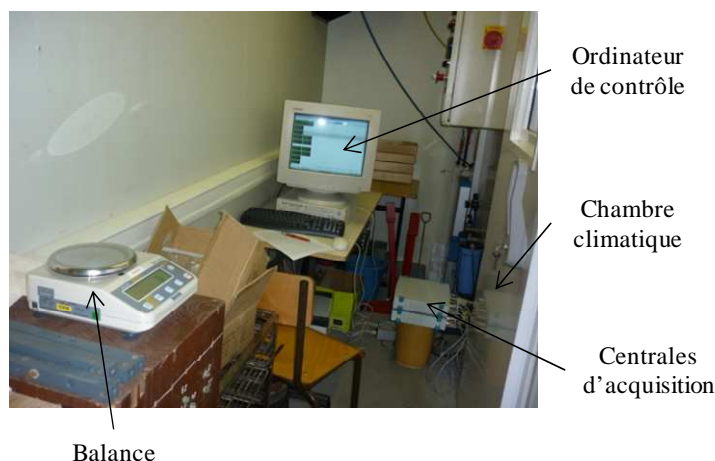 Ordinateur
de contrôle
Chambre
climatique
Centrales
d’acquisition
Balance